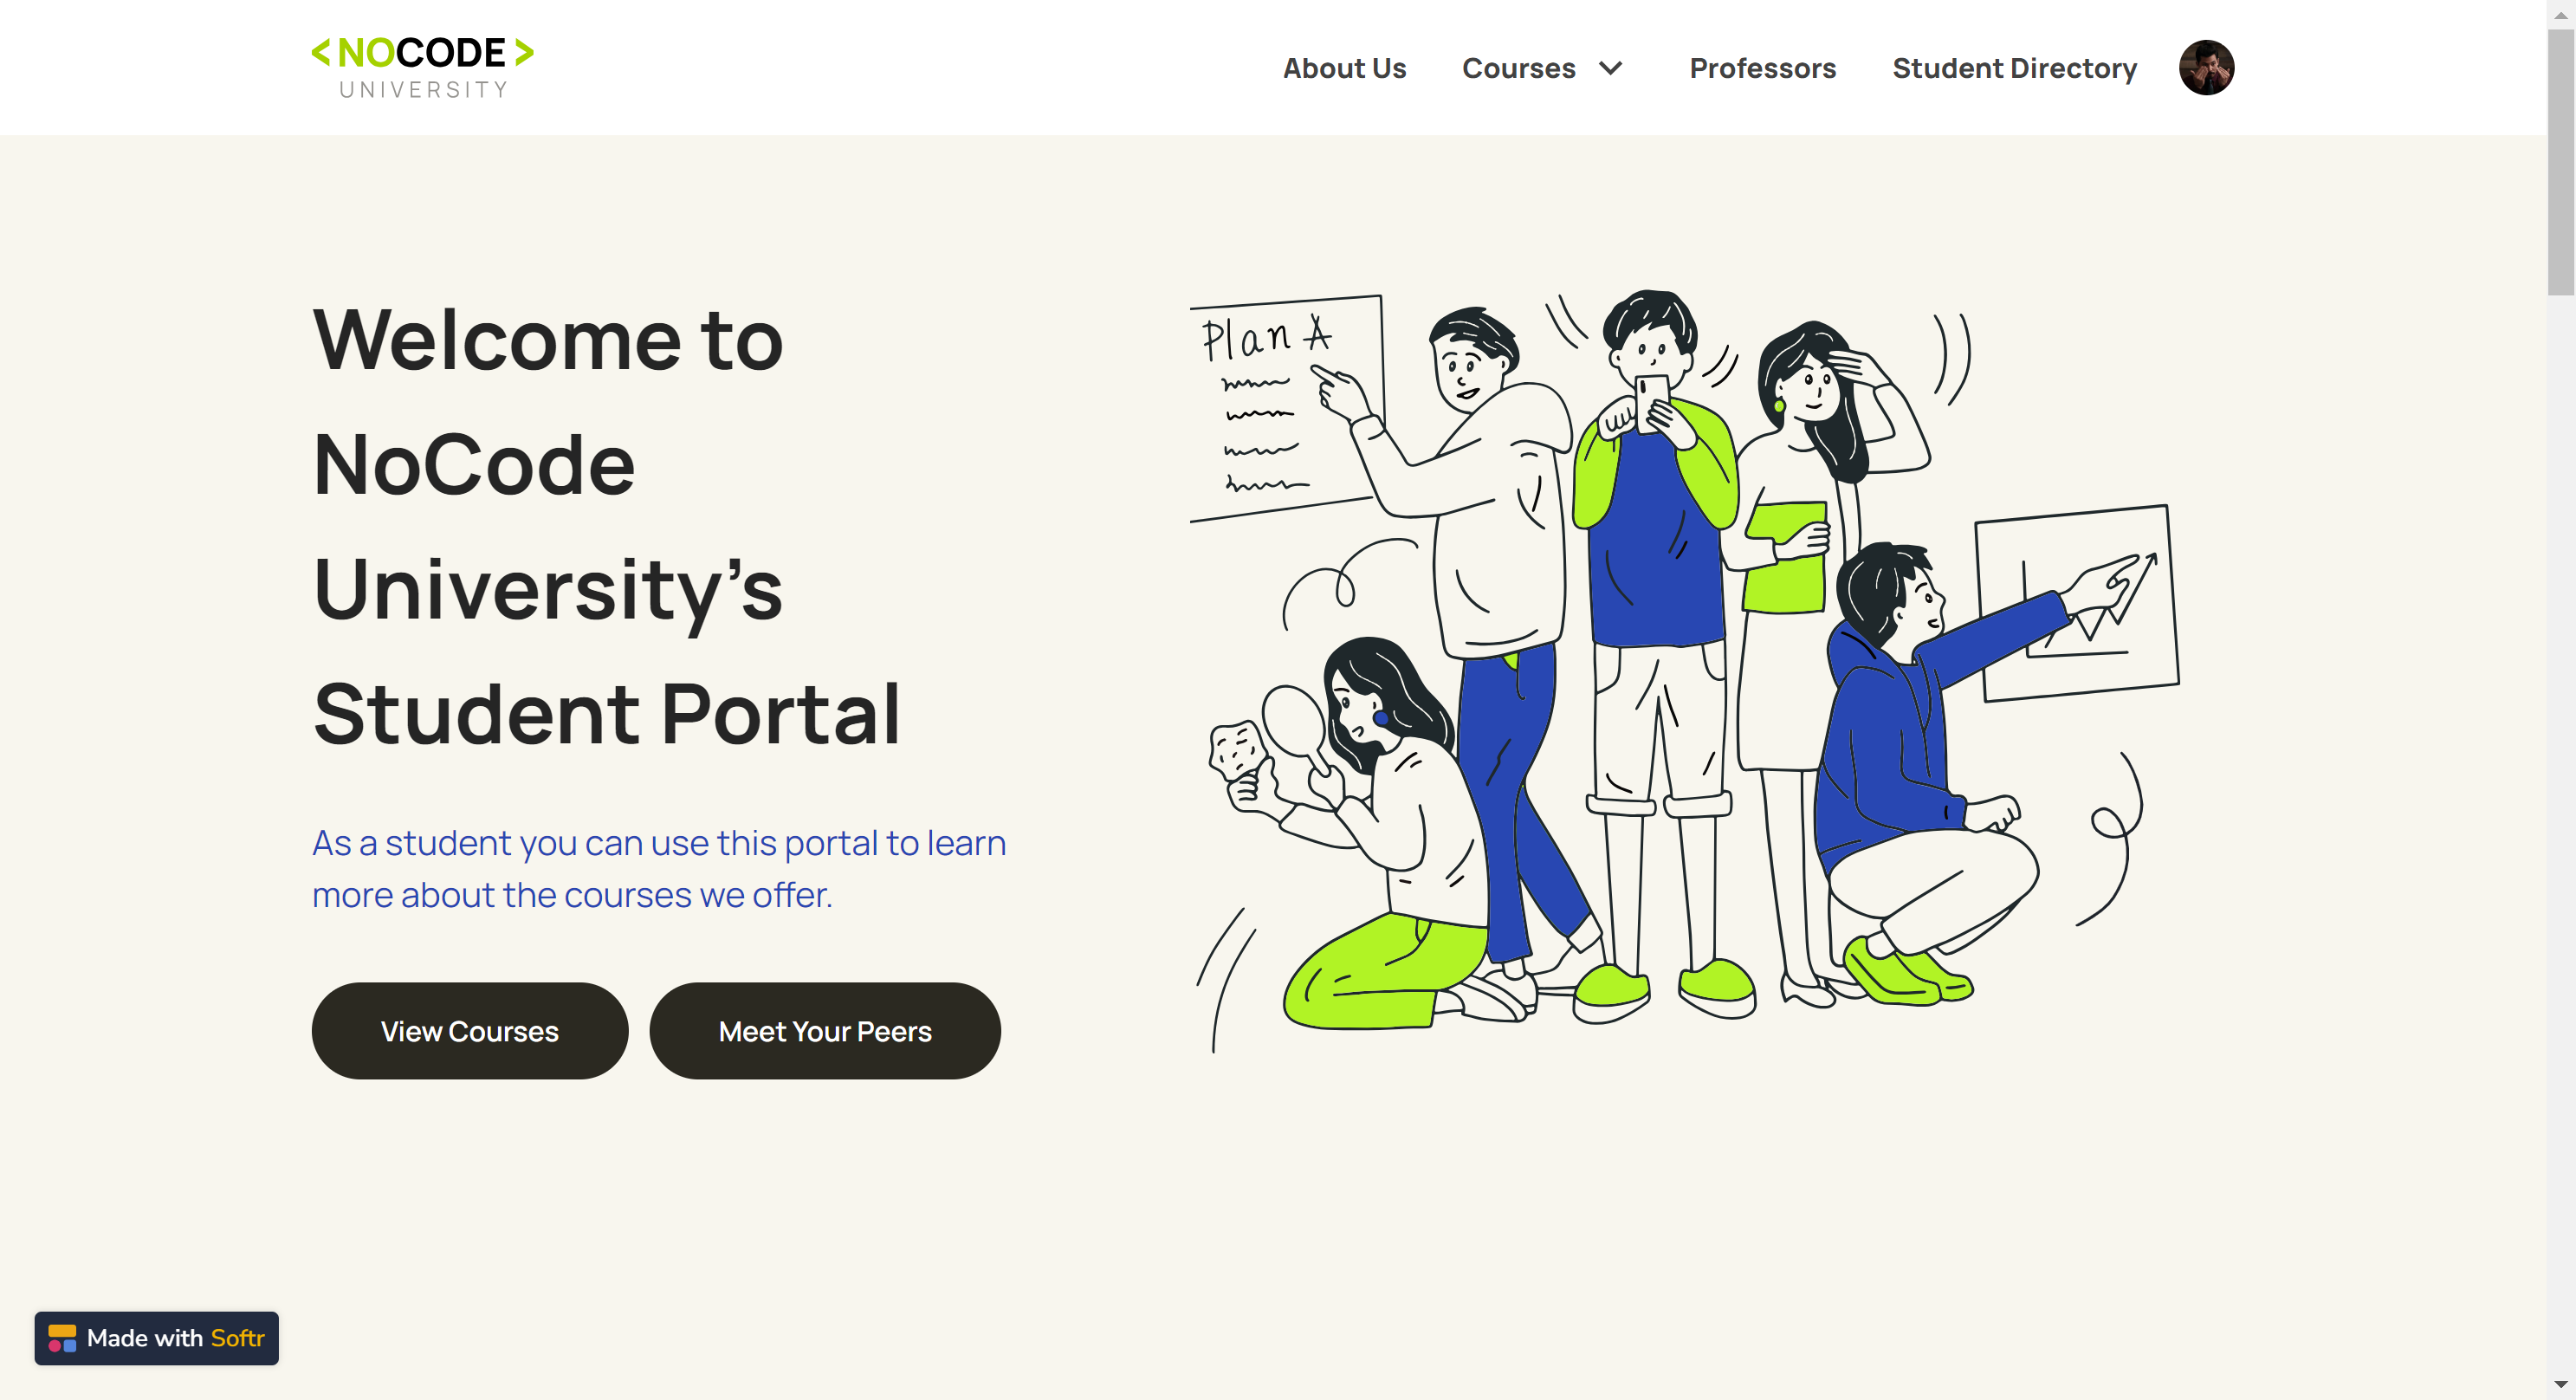 <NOCODE>
UNIVERSITY
About Us
Courses
Professors
Student Directory
Welcome to
NoCode
University’s
Student Portal
Plan A
As a student you can use this portal to learn
more about the courses we offer.
View Courses
Meet Your Peers
Made with Softr